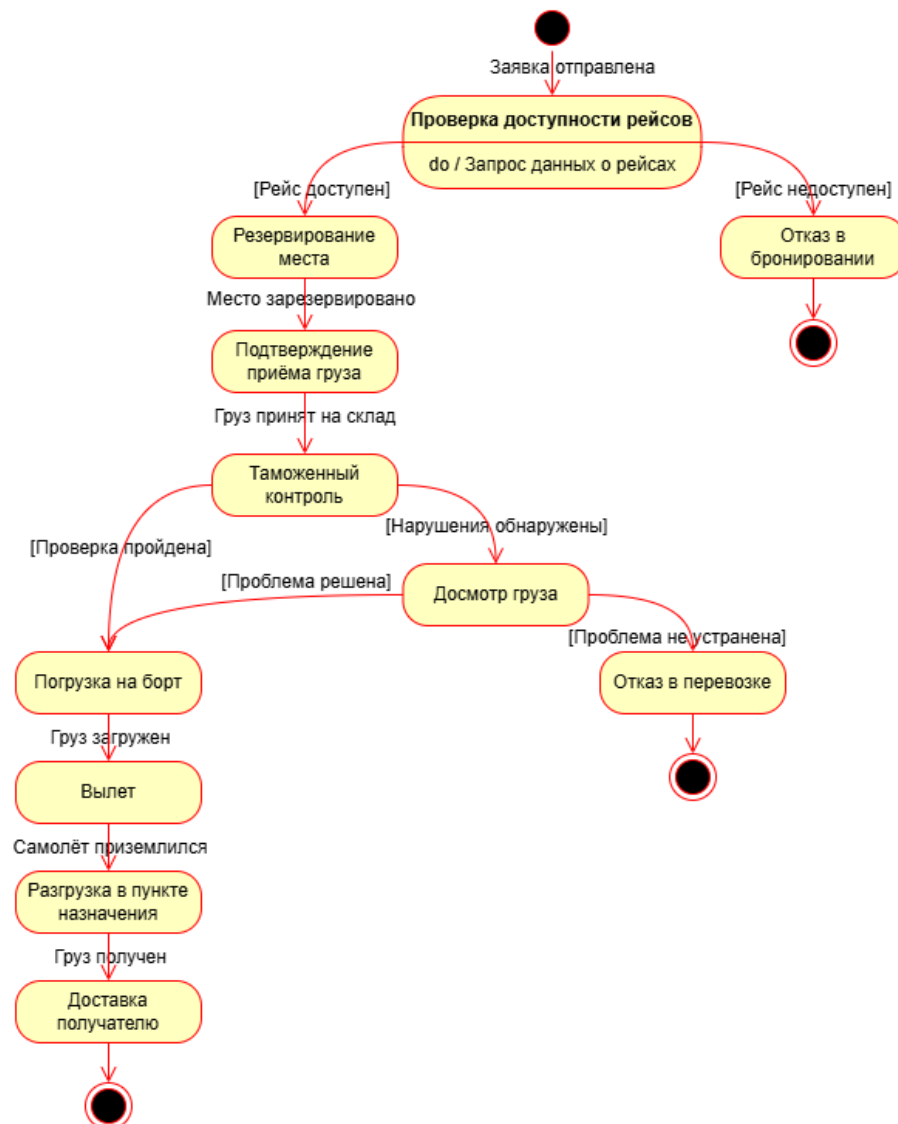 Заявка отправлена
Проверка доступности рейсов
do / Запрос данных о рейсах
[Рейс доступен]
[Рейс недоступен]
Резервирование
места
Отказ в
бронировании
Место зарезервировано
Подтверждение
приёма груза
Груз принят на склад
Таможенный
контроль
[Нарушения обнаружены]
[Проверка пройдена]
[Проблема решена]
Досмотр груза
[Проблема не устранена]
Погрузка на борт
Отказ в перевозке
Груз загружен
Вылет
Самолёт приземлился
Разгрузка в пункте
назначения
Груз получен
Доставка
получателю